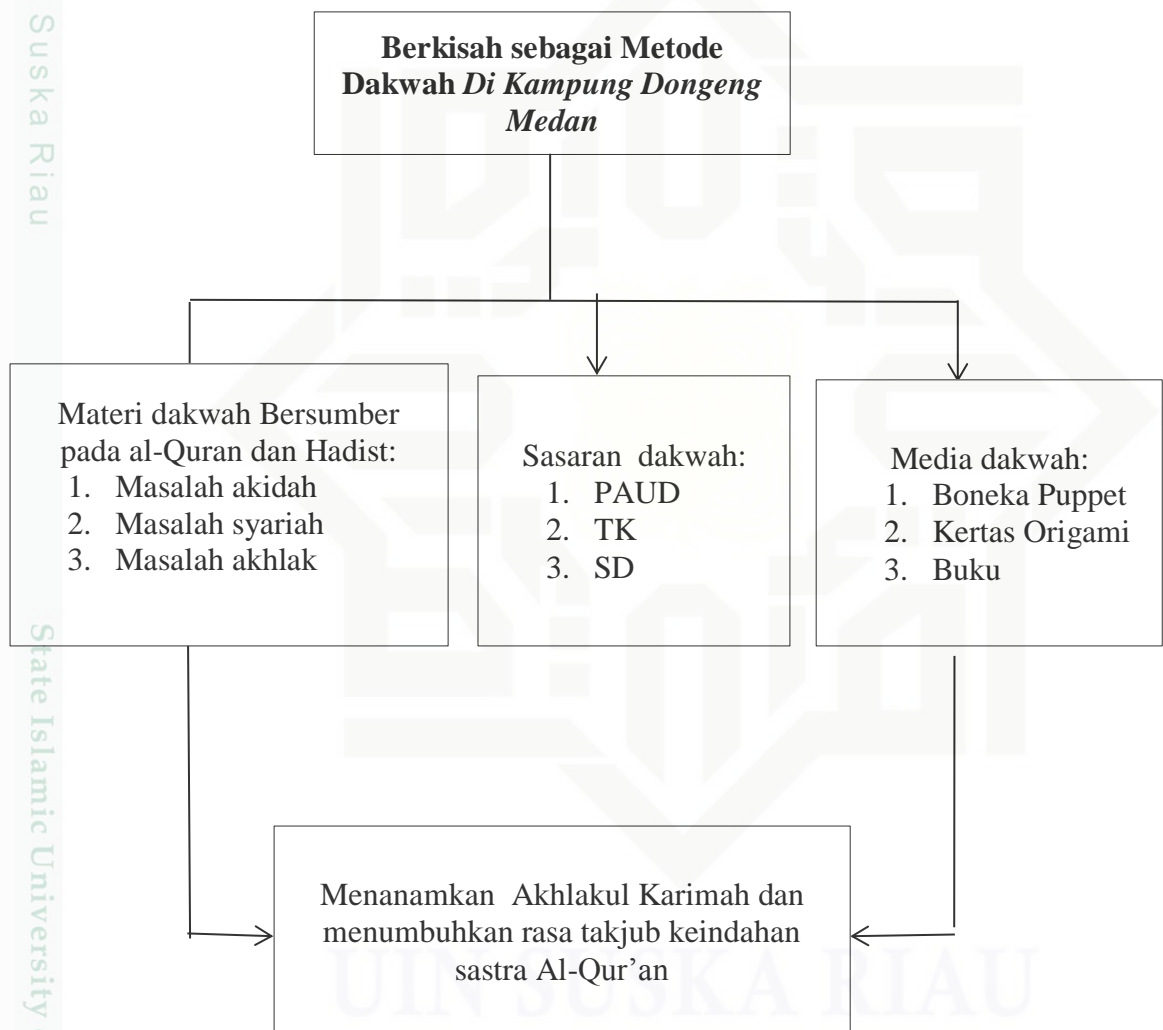 Suska Riau
Berkisah sebagai Metode
Dakwah Di Kampung Dongeng
Medan
Materi dakwah Bersumber
pada al-Quran dan Hadist:
1. Masalah akidah
2. Masalah syariah
3. Masalah akhlak
Sasaran dakwah:
1. PAUD
2. TK
3. SD
Media dakwah:
1. Boneka Puppet
2. Kertas Origami
3. Buku
State Islamic University
Menanamkan Akhlakul Karimah dan
menumbuhkan rasa takjub keindahan
sastra Al-Qur’an
UIN SUSKA RIAU